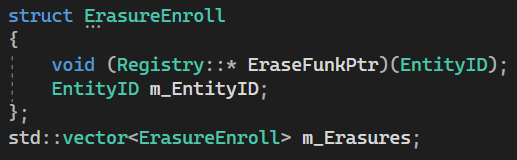 struct ErasureEnroll
{
void (Registry::* EraseFunkPtr)(EntityID);
EntityID m_EntityID;
};
std::vector<ErasureEnroll> m_Erasures;